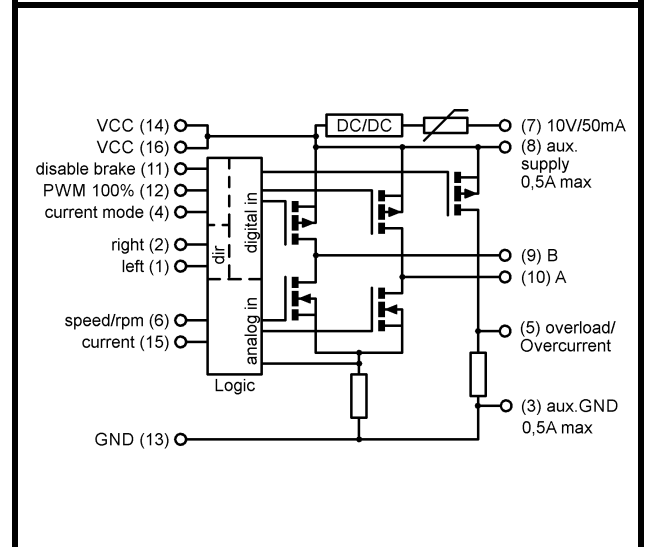 VCC (14)
VCC (16)
disable brake (11)
PWM 100% (12)
current mode (4)
right (2)
left (1)
speed/rpm (6)
current (15)
GND (13)
dir
digital in
analog in
Logic
DC/DC
(7) 10V/50mA
(8) aux.
supply
0,5A max
(9) B
(10) A
(5) overload/
Overcurrent
(3) aux.GND
0,5A max